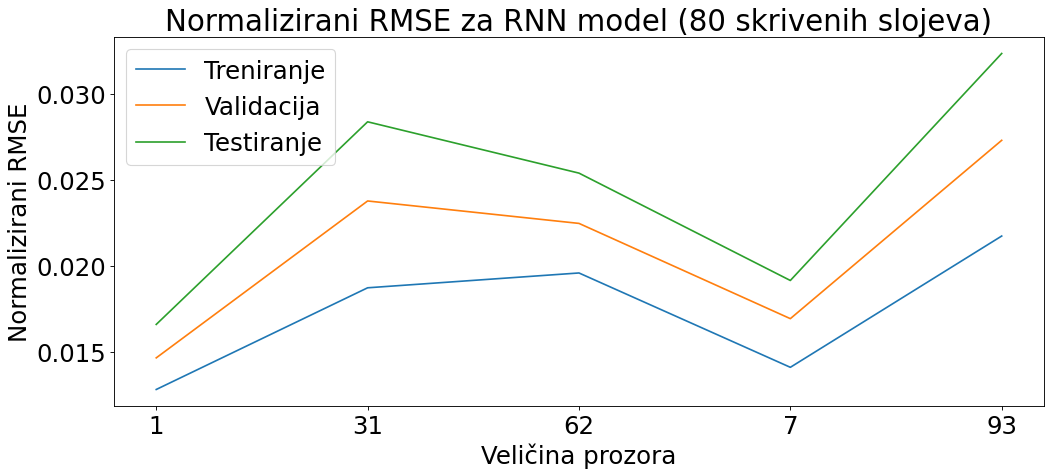 Normalizirani RMSE za RNN model (80 skrivenih slojeva)
Treniranje
Validacija
Testiranje
Normalizirani RMSE
0.030
0.025
0.020
0.015
1 31 62 7 93
Veličina prozora